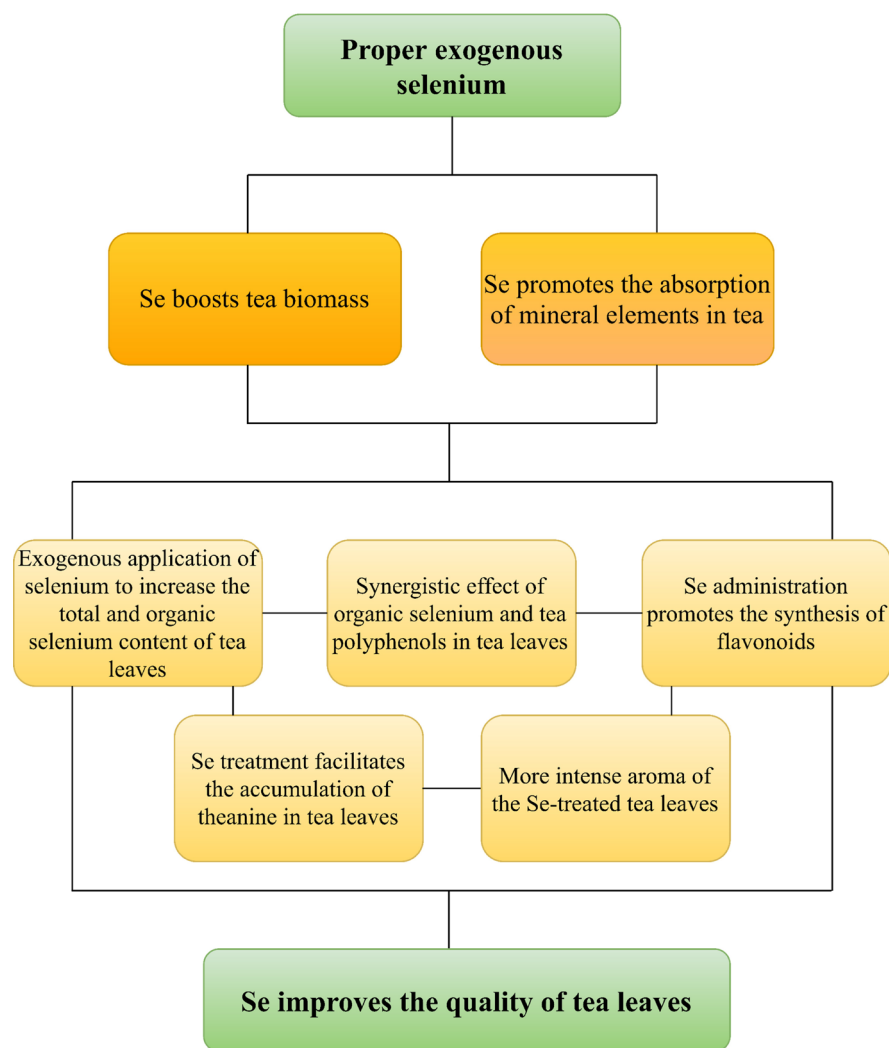 Proper exogenous
selenium
Se boosts tea biomass
Se promotes the absorption
of mineral elements in tea
Exogenous application of
selenium to increase the
total and organic
selenium content of tea
leaves
Synergistic effect of
organic selenium and tea
polyphenols in tea leaves
Se administration
promotes the synthesis of
flavonoids
Se treatment facilitates
the accumulation of
theanine in tea leaves
More intense aroma of
the Se-treated tea leaves
Se improves the quality of tea leaves